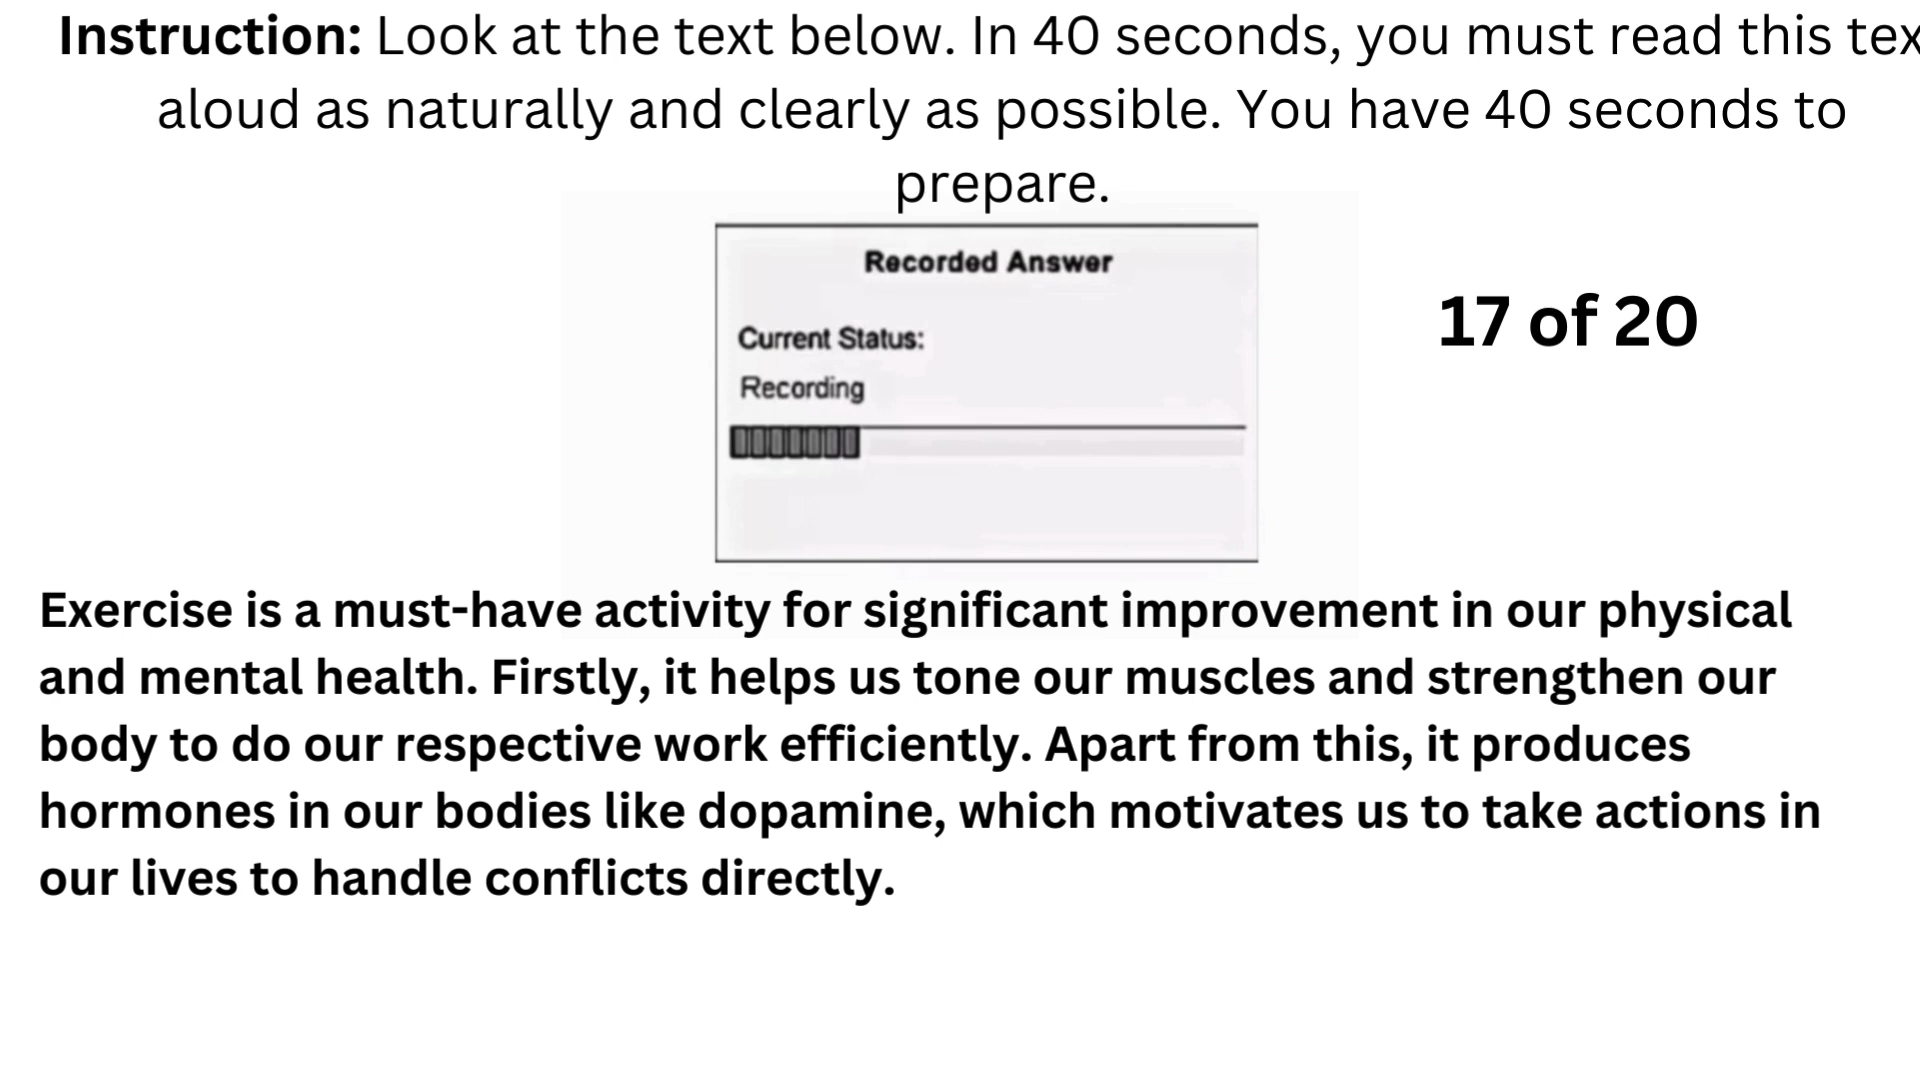 Instruction: Look at the text below. In 40 seconds, you must read this tex
aloud as naturally and clearly as possible. You have 40 seconds to
prepare.
Recorded Answer
Current Status:
Recording
17 of 20
Exercise is a must-have activity for significant improvement in our physical
and mental health. Firstly, it helps us tone our muscles and strengthen our
body to do our respective work efficiently. Apart from this, it produces
hormones in our bodies like dopamine, which motivates us to take actions in
our lives to handle conflicts directly.